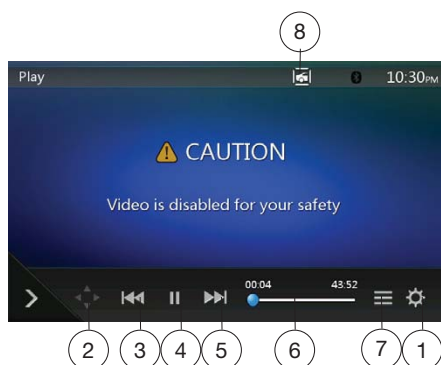 8
Play 10:30PM
CAUTION
Video is disabled for your safety
00:04 43:52
2 3 4 5 6 7 1